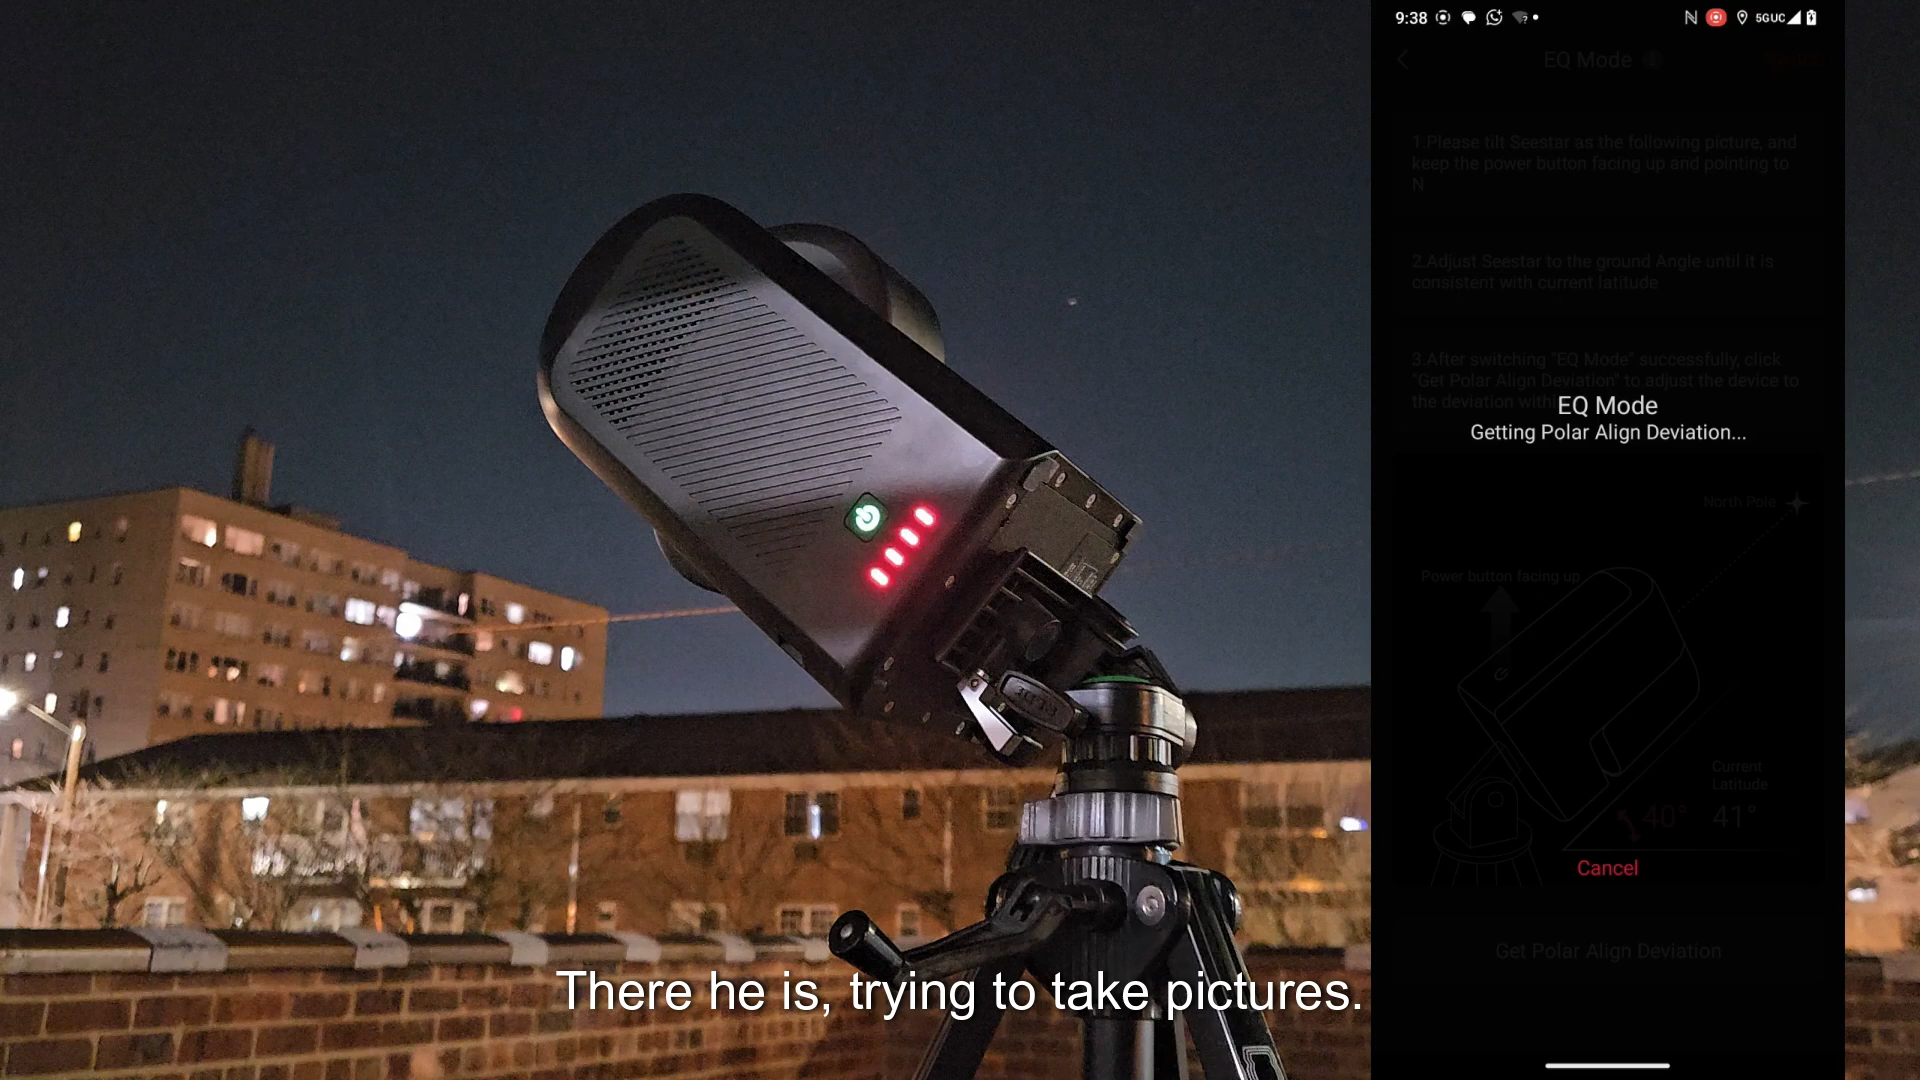 9:38
5GUC
EQ Mode
1.Please tilt Seestar as the following picture, and
keep the power button facing up and pointing to
N
2.Adjust Seestar to the ground Angle until it is
consistent with current latitude
3.After switching "EQ Mode" successfully, click
"Get Polar Align Deviation" to adjust the device to
the deviation with
EQ Mode
Getting Polar Align Deviation...
North Pole
Power button facing up
Current
Latitude
40° 41°
Cancel
Get Polar Align Deviation
There he is, trying to take pictures.